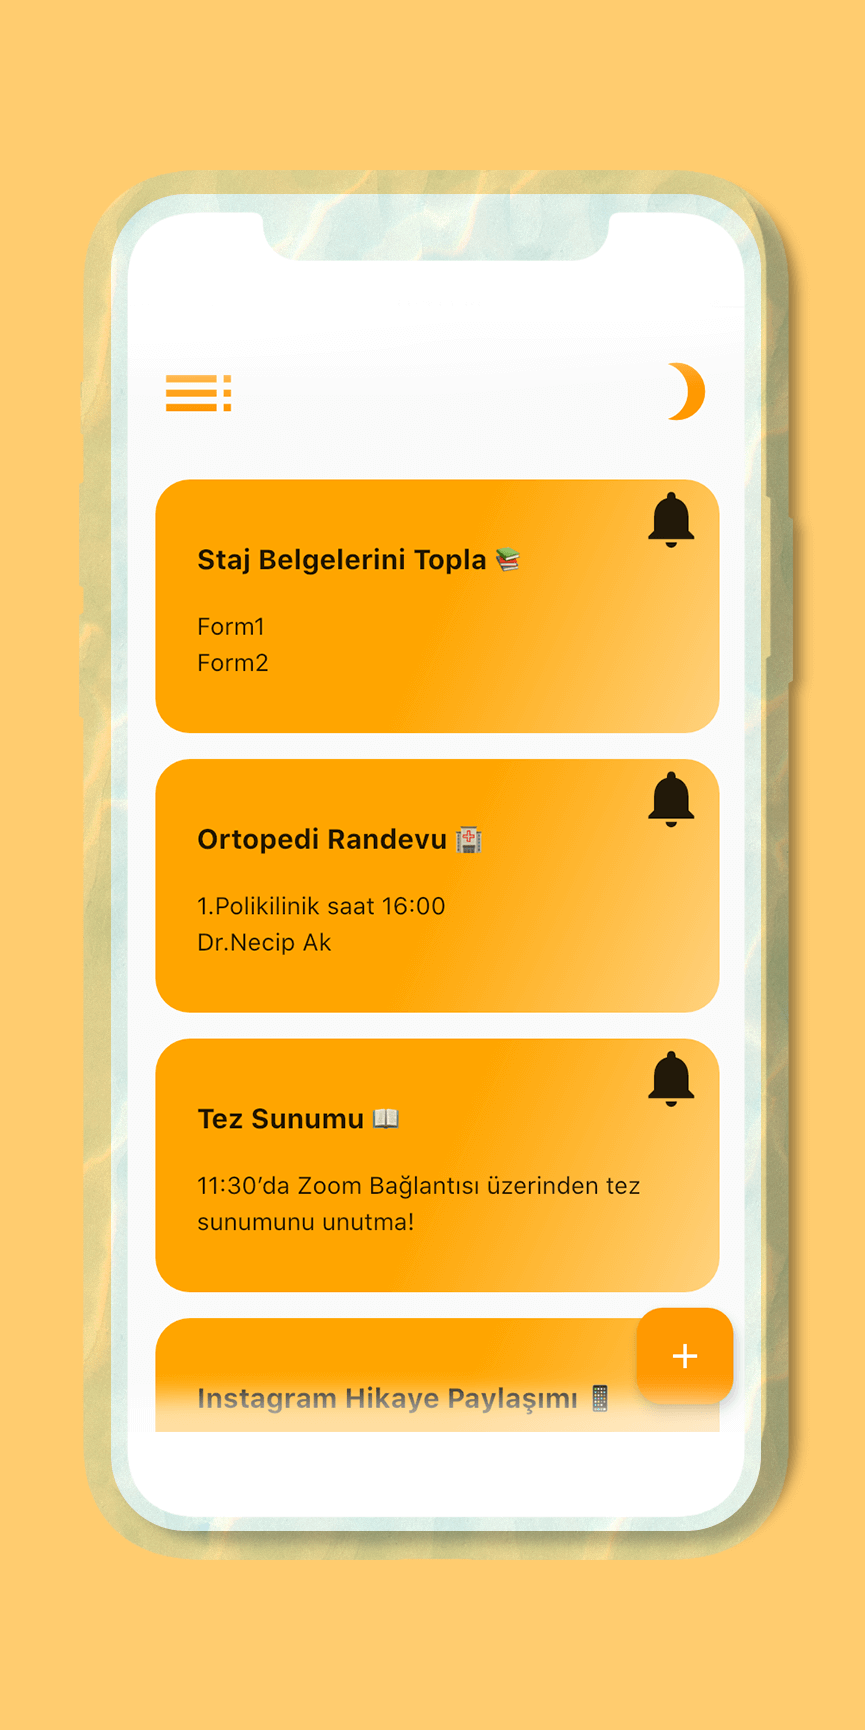 Staj Belgelerini Topla 📚
Form1
Form2
Ortopedi Randevu 🏥
1.Polikilinik saat 16:00
Dr.Necip Ak
Tez Sunumu 📖
11:30’da Zoom Bağlantısı üzerinden tez
sunumunu unutma!
Instagram Hikaye Paylaşımı 📱